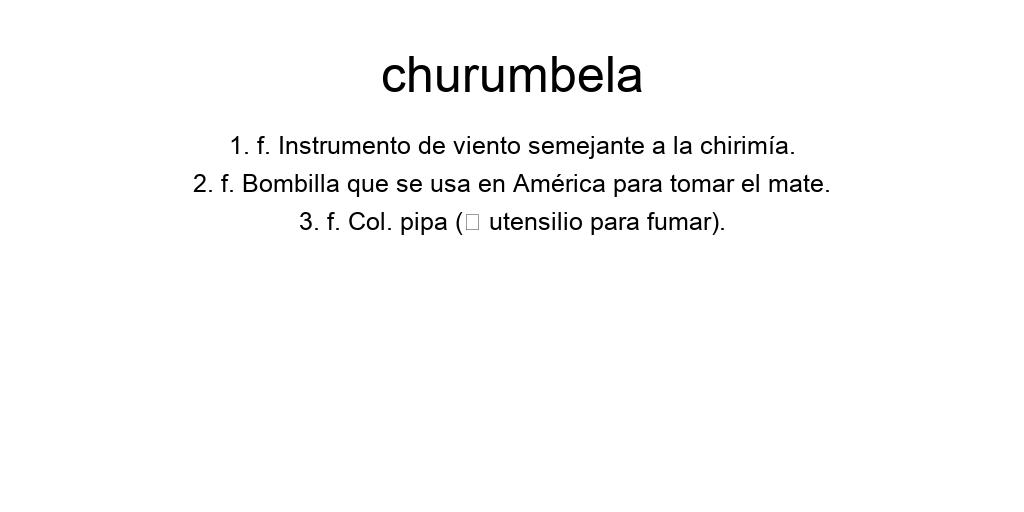 churumbela
1. f. Instrumento de viento semejante a la chirimía.
2. f. Bombilla que se usa en América para tomar el mate.
3. f. Col. pipa (□ utensilio para fumar).